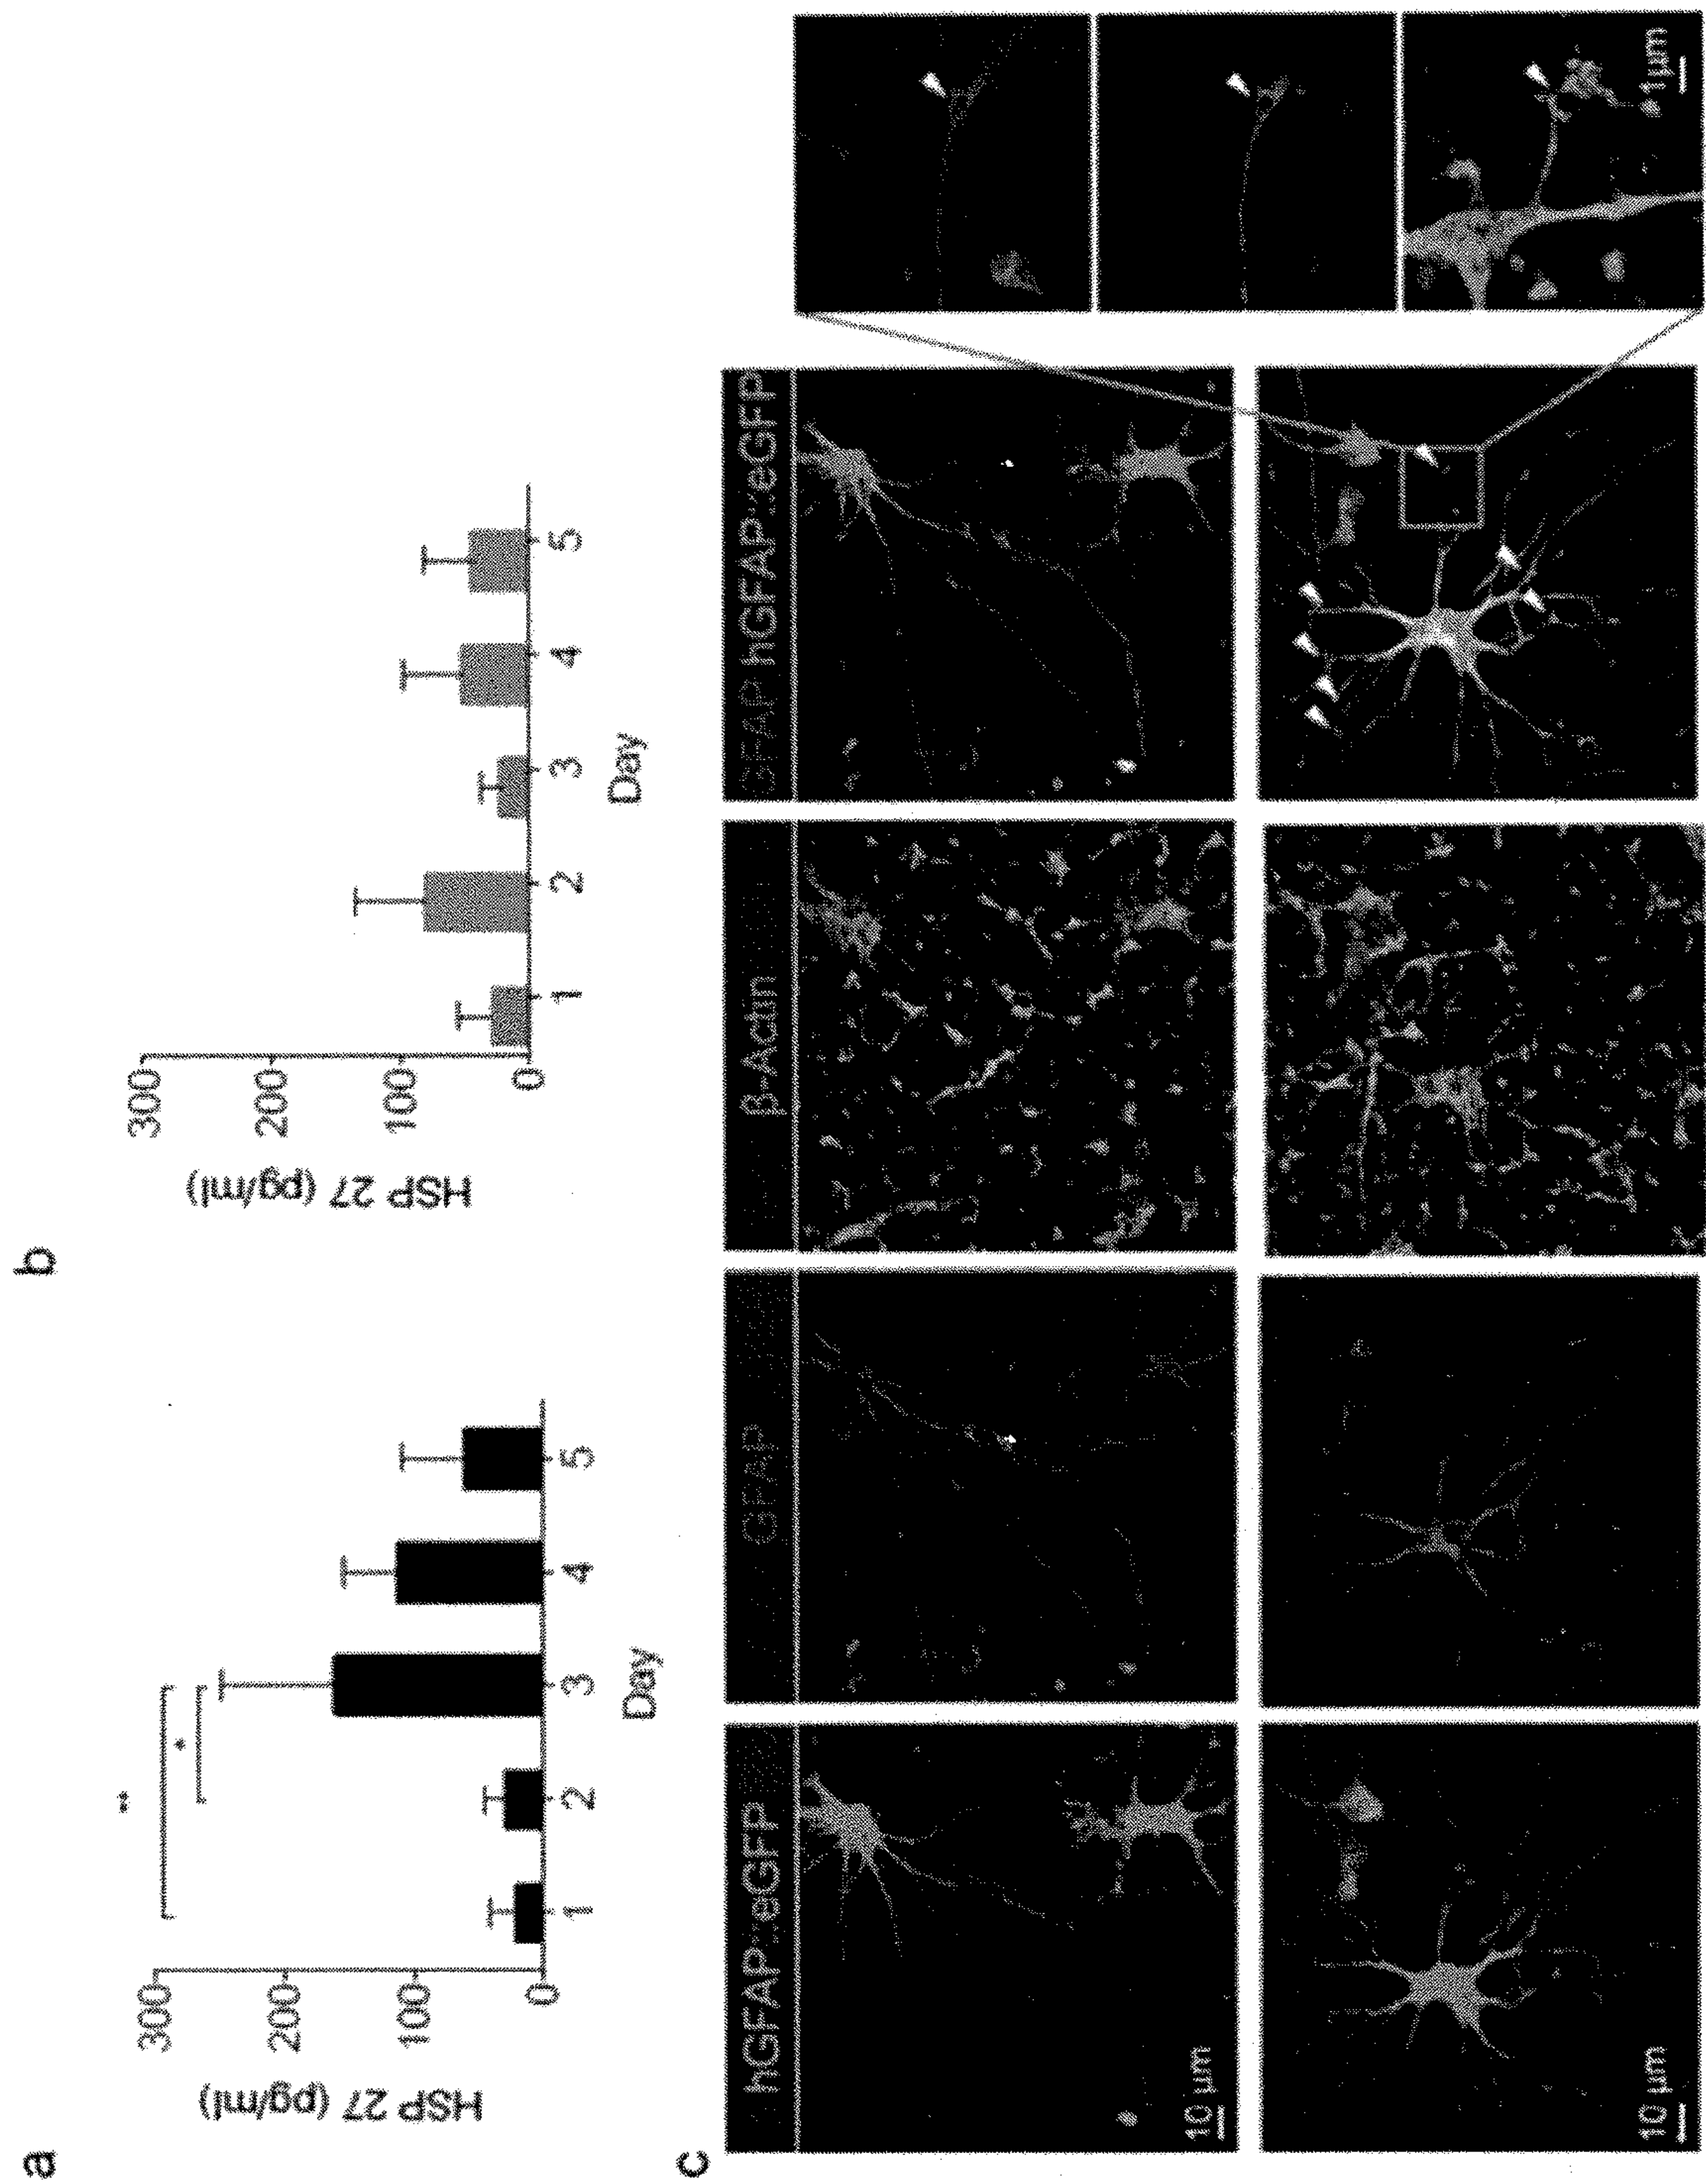 a
HSP 27 (pg/ml)
300
200
100
0
**
*
1 2 3 4 5
Day
b
HSP 27 (pg/ml)
300
200
100
0
1 2 3 4 5
Day
c
hGFAP::eGFP
GFAP
β-Actin
GFAP hGFAP::eGFP
10 µm
10 µm
1µm